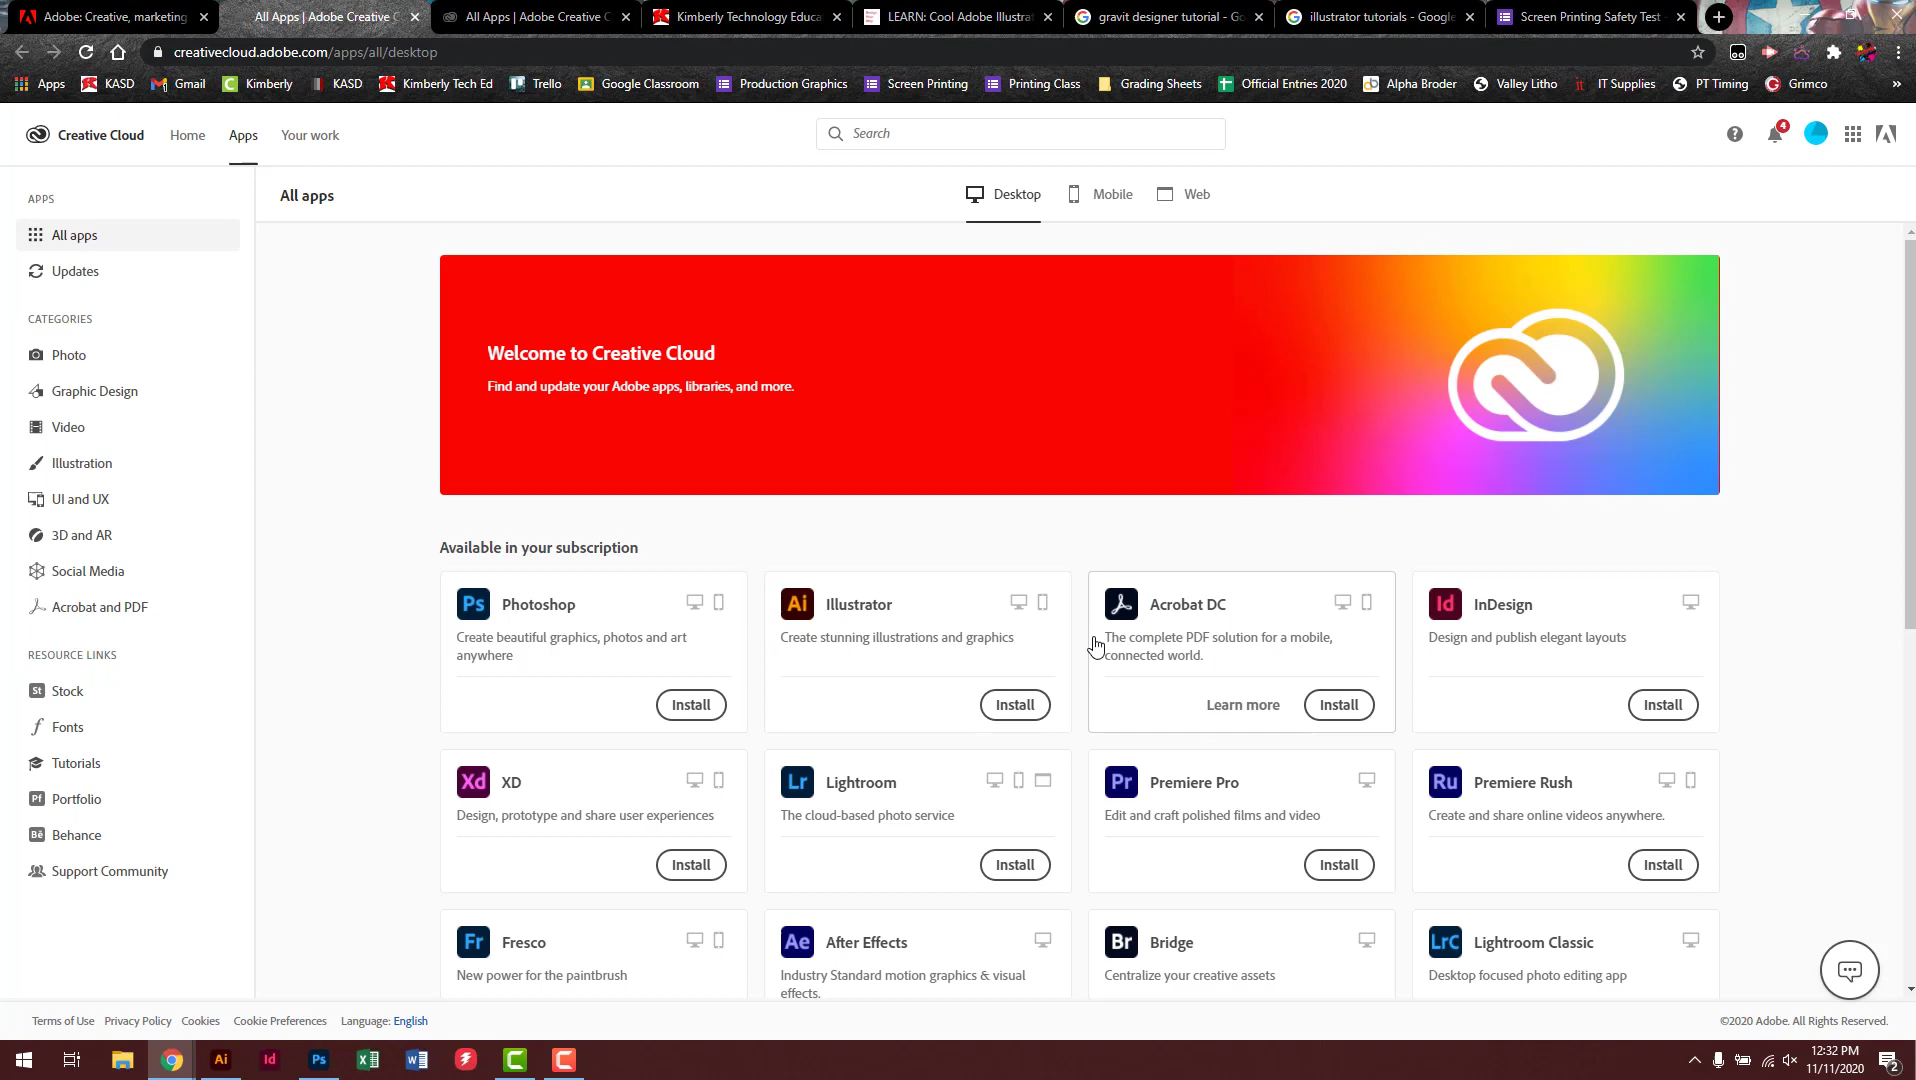 Adobe: Creative, marketing
All Apps | Adobe Creative C
All Apps | Adobe Creative C
Kimberly Technology Educa
LEARN: Cool Adobe Illustrat
gravit designer tutorial - Go
illustrator tutorials - Google
Screen Printing Safety Test -
creativecloud.adobe.com/apps/all/desktop
Apps
KASD
Gmail
Kimberly
KASD
Kimberly Tech Ed
Trello
Google Classroom
Production Graphics
Screen Printing
Printing Class
Grading Sheets
Official Entries 2020
Alpha Broder
Valley Litho
IT Supplies
PT Timing
Grimco
»
Creative Cloud
Home
Apps
Your work
Search
4
All apps
Desktop
Mobile
Web
APPS
All apps
Updates
CATEGORIES
Photo
Graphic Design
Video
Illustration
UI and UX
3D and AR
Social Media
Acrobat and PDF
RESOURCE LINKS
St Stock
Fonts
Tutorials
Pf Portfolio
Bē Behance
Support Community
Welcome to Creative Cloud
Find and update your Adobe apps, libraries, and more.
Available in your subscription
Ps Photoshop
Create beautiful graphics, photos and art
anywhere
Install
Ai Illustrator
Create stunning illustrations and graphics
Install
Acrobat DC
The complete PDF solution for a mobile,
connected world.
Learn more
Install
Id InDesign
Design and publish elegant layouts
Install
Xd XD
Design, prototype and share user experiences
Install
Lr Lightroom
The cloud-based photo service
Install
Pr Premiere Pro
Edit and craft polished films and video
Install
Ru Premiere Rush
Create and share online videos anywhere.
Install
Fr Fresco
New power for the paintbrush
Ae After Effects
Industry Standard motion graphics & visual
effects.
Br Bridge
Centralize your creative assets
LrC Lightroom Classic
Desktop focused photo editing app
Terms of Use
Privacy Policy
Cookies
Cookie Preferences
Language: English
©2020 Adobe. All Rights Reserved.
Ai
Id
Ps
12:32 PM
11/11/2020
2